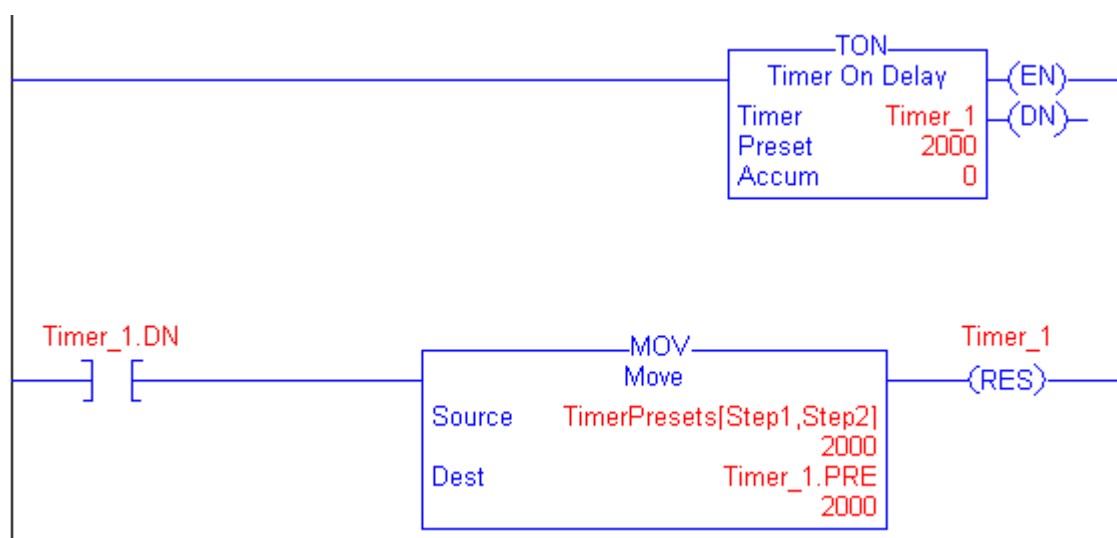 TON
Timer On Delay
(EN)
Timer Timer_1
(DN)
Preset 2000
Accum 0
Timer_1.DN
MOV
Move
Timer_1
(RES)
Source TimerPresets[Step1,Step2]
2000
Dest Timer_1.PRE
2000